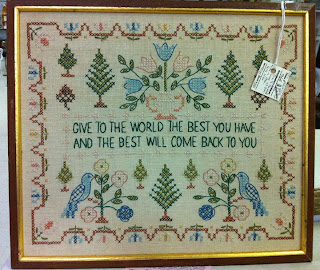 GIVE TO THE WORLD THE BEST YOU HAVE
AND THE BEST WILL COME BACK TO YOU